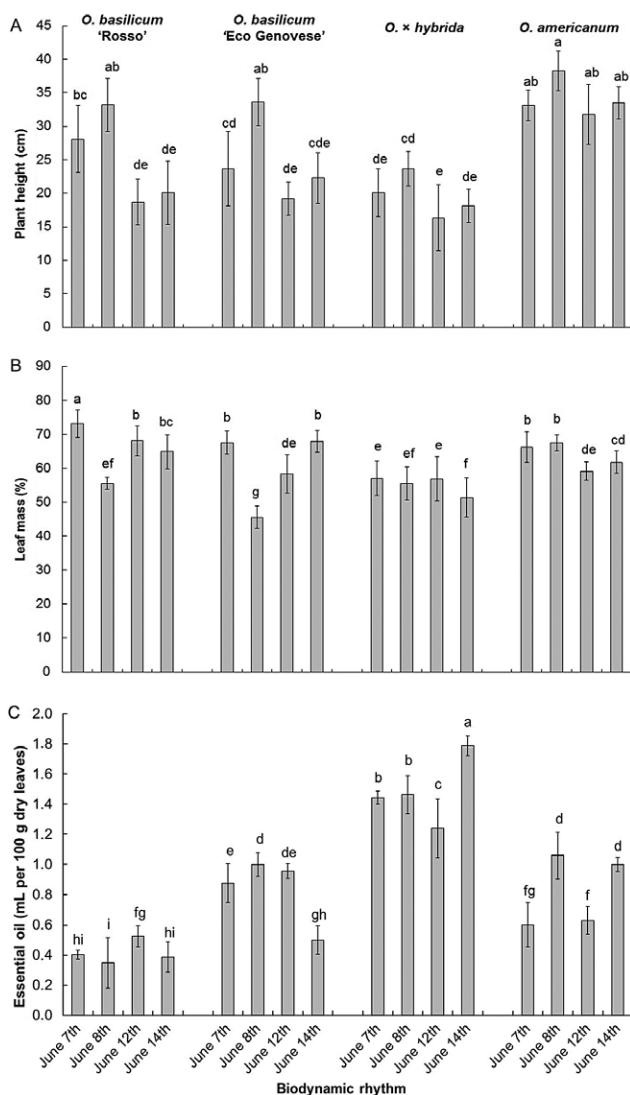 O. basilicum O. basilicum O. × hybrida O. americanum
'Rosso' 'Eco Genovese'
A
45
40
35
30
25
20
15
10
5
0
Plant height (cm)
bc ab de de cd ab cd cde de cd e de ab a ab ab
B
90
80
70
60
50
40
30
20
10
0
Leaf mass (%)
a ef b bc b g de b e ef e f b b de cd
C
2.0
1.8
1.6
1.4
1.2
1.0
0.8
0.6
0.4
0.2
0.0
Essential oil (mL per 100 g dry leaves)
hi i fg hi e d de gh b b c a fg d f d
June 7th June 8th June 12th June 14th June 7th June 8th June 12th June 14th June 7th June 8th June 12th June 14th June 7th June 8th June 12th June 14th
Biodynamic rhythm